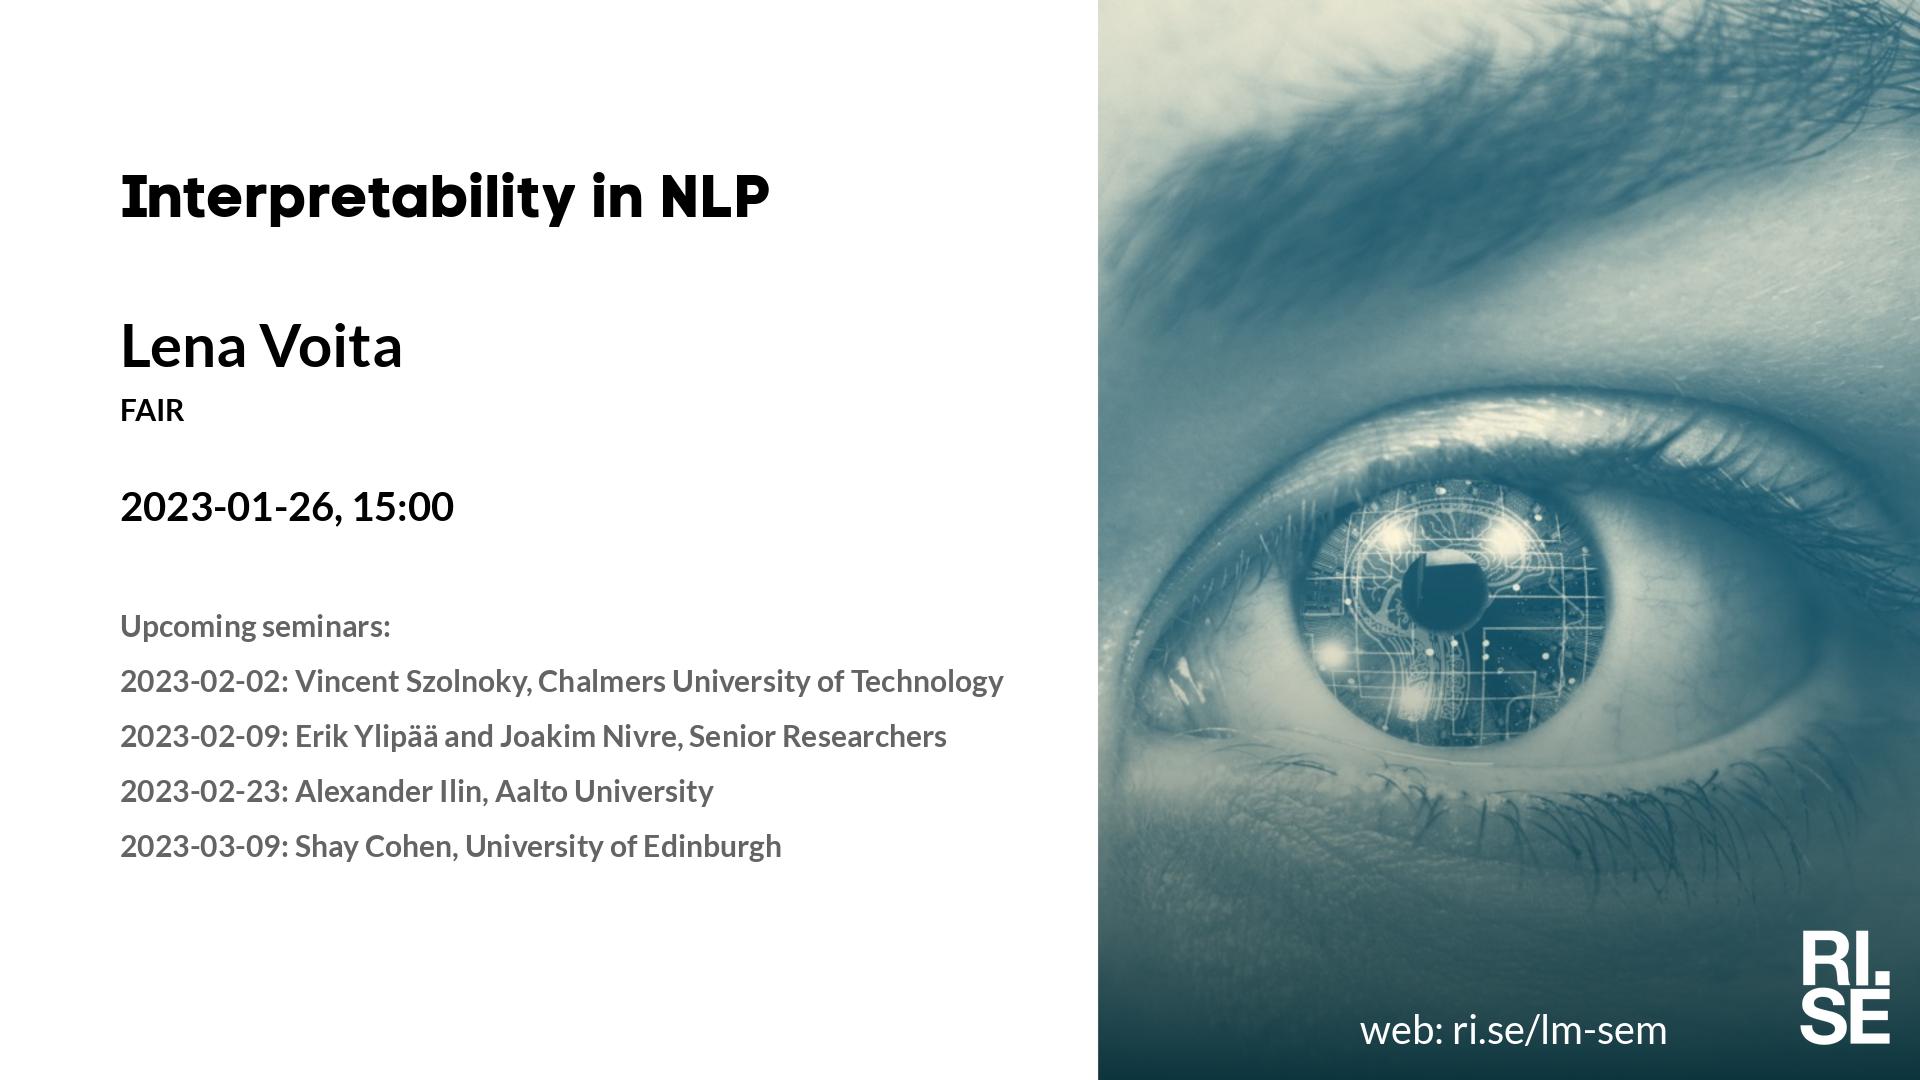 Interpretability in NLP
Lena Voita
FAIR
2023-01-26, 15:00
Upcoming seminars:
2023-02-02: Vincent Szolnoky, Chalmers University of Technology
2023-02-09: Erik Ylipää and Joakim Nivre, Senior Researchers
2023-02-23: Alexander Ilin, Aalto University
2023-03-09: Shay Cohen, University of Edinburgh
web: ri.se/lm-sem
RI.
SE